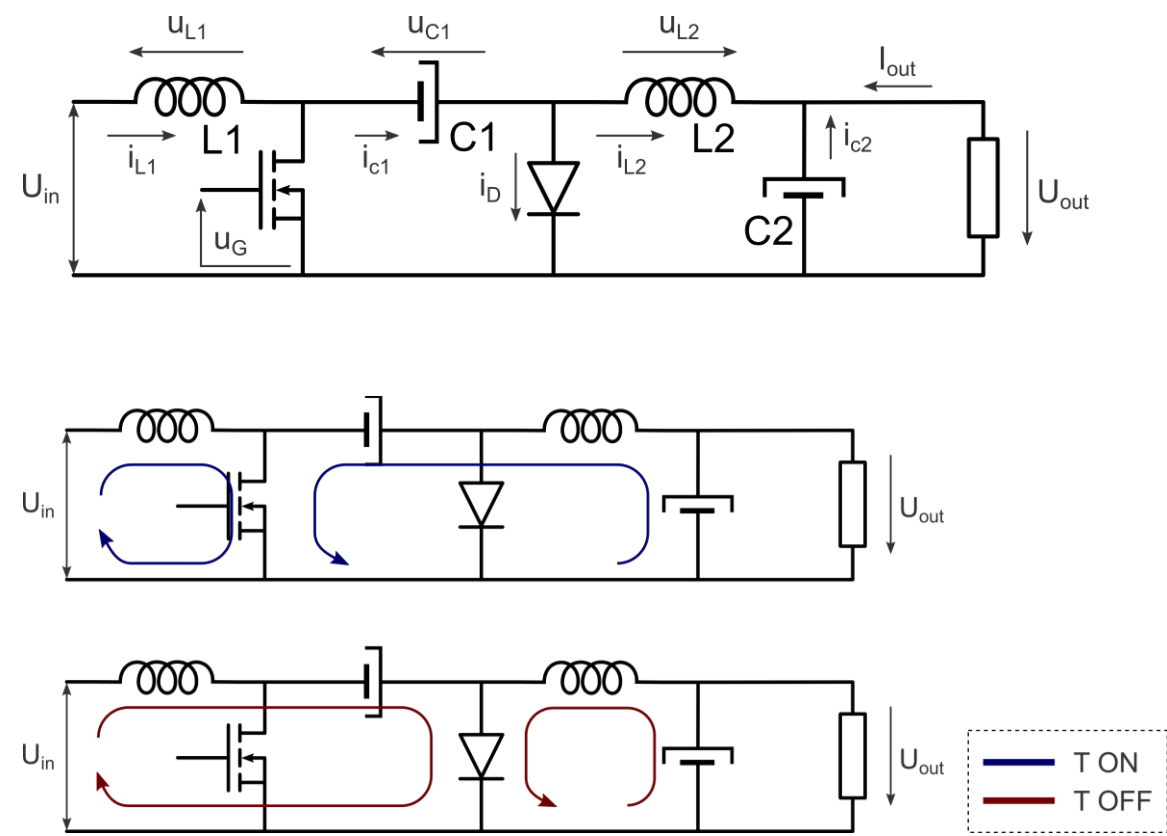 uL1
uC1
uL2
Iout
L1
C1
L2
iL1
ic1
iL2
ic2
Uin
iD
Uout
uG
C2
Uin
Uout
Uin
Uout
T ON
T OFF